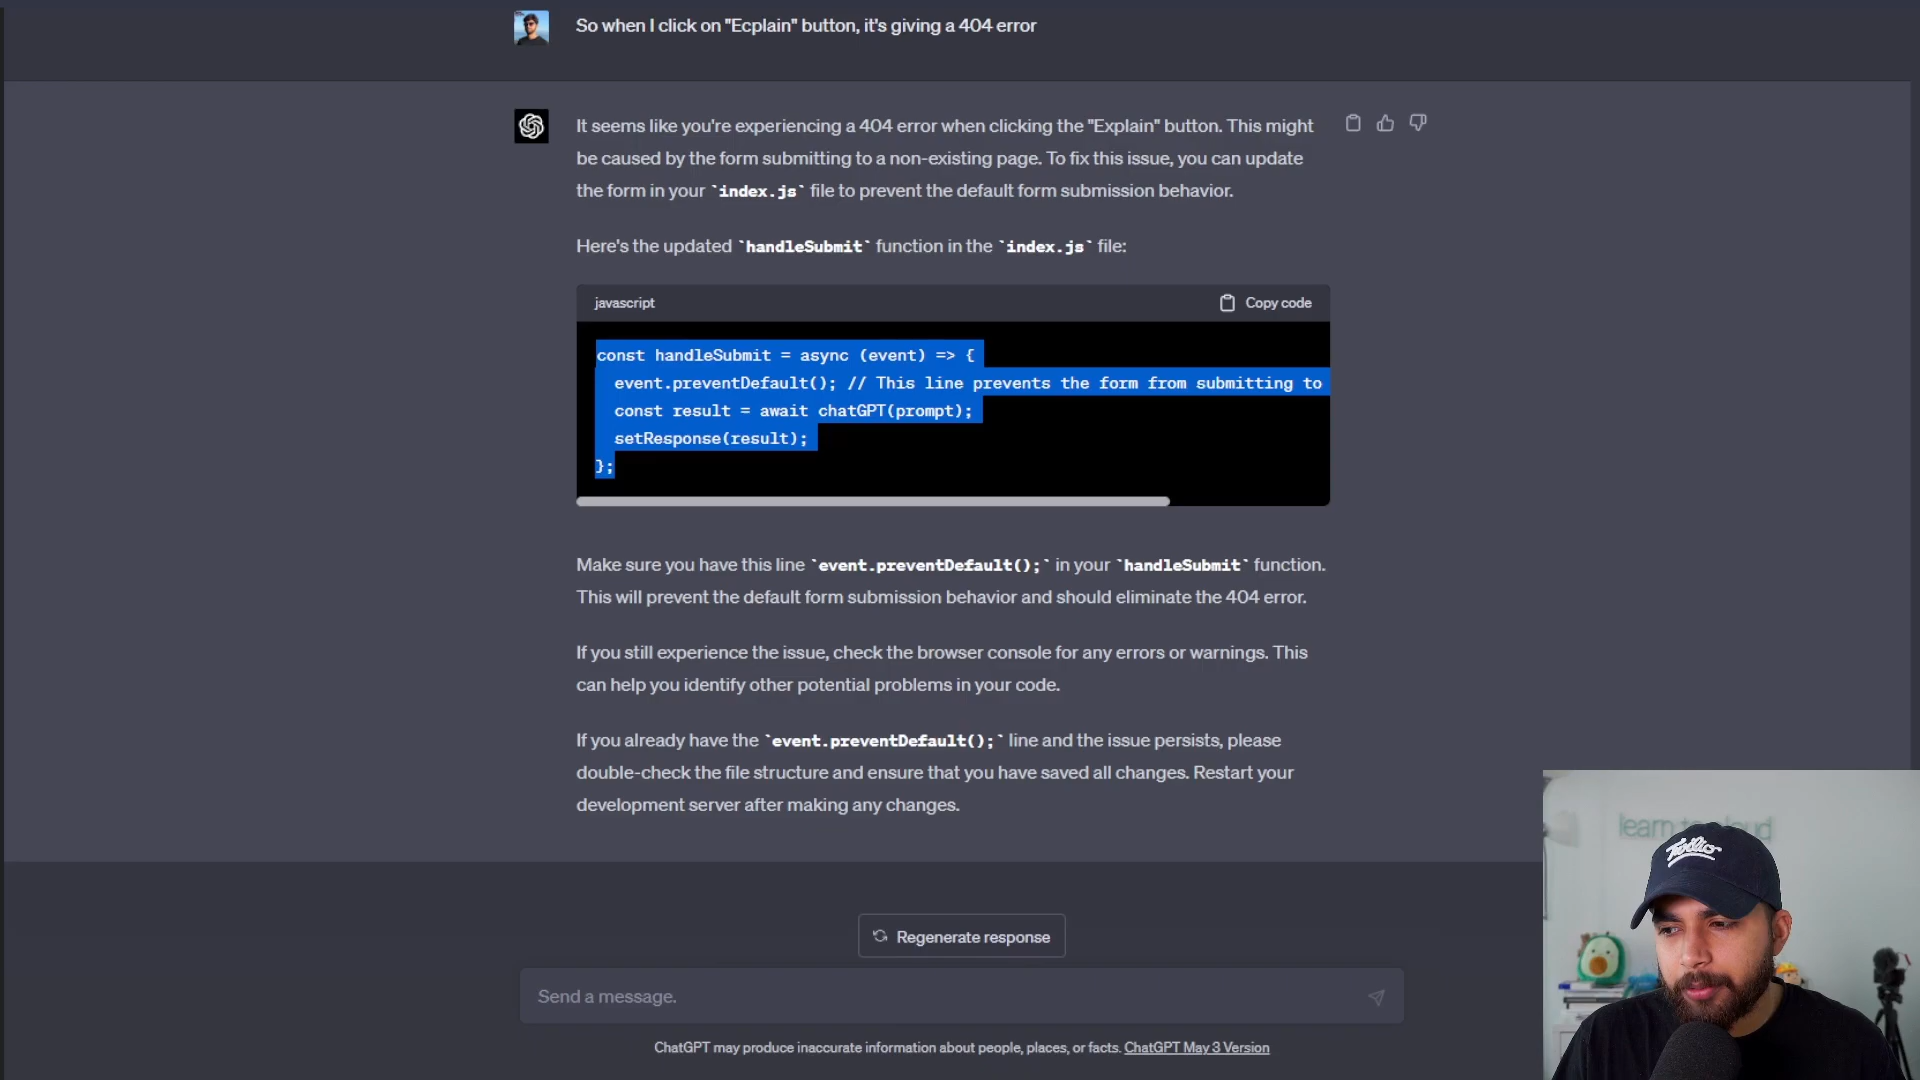 So when I click on "Ecplain" button, it's giving a 404 error
It seems like you're experiencing a 404 error when clicking the "Explain" button. This might
be caused by the form submitting to a non-existing page. To fix this issue, you can update
the form in your `index.js` file to prevent the default form submission behavior.
Here's the updated `handleSubmit` function in the `index.js` file:
javascript
Copy code
const handleSubmit = async (event) => {
event.preventDefault(); // This line prevents the form from submitting to
const result = await chatGPT(prompt);
setResponse(result);
};
Make sure you have this line `event.preventDefault();` in your `handleSubmit` function.
This will prevent the default form submission behavior and should eliminate the 404 error.
If you still experience the issue, check the browser console for any errors or warnings. This
can help you identify other potential problems in your code.
If you already have the `event.preventDefault();` line and the issue persists, please
double-check the file structure and ensure that you have saved all changes. Restart your
development server after making any changes.
learn to cloud
Twilio
Regenerate response
Send a message.
ChatGPT may produce inaccurate information about people, places, or facts. ChatGPT May 3 Version